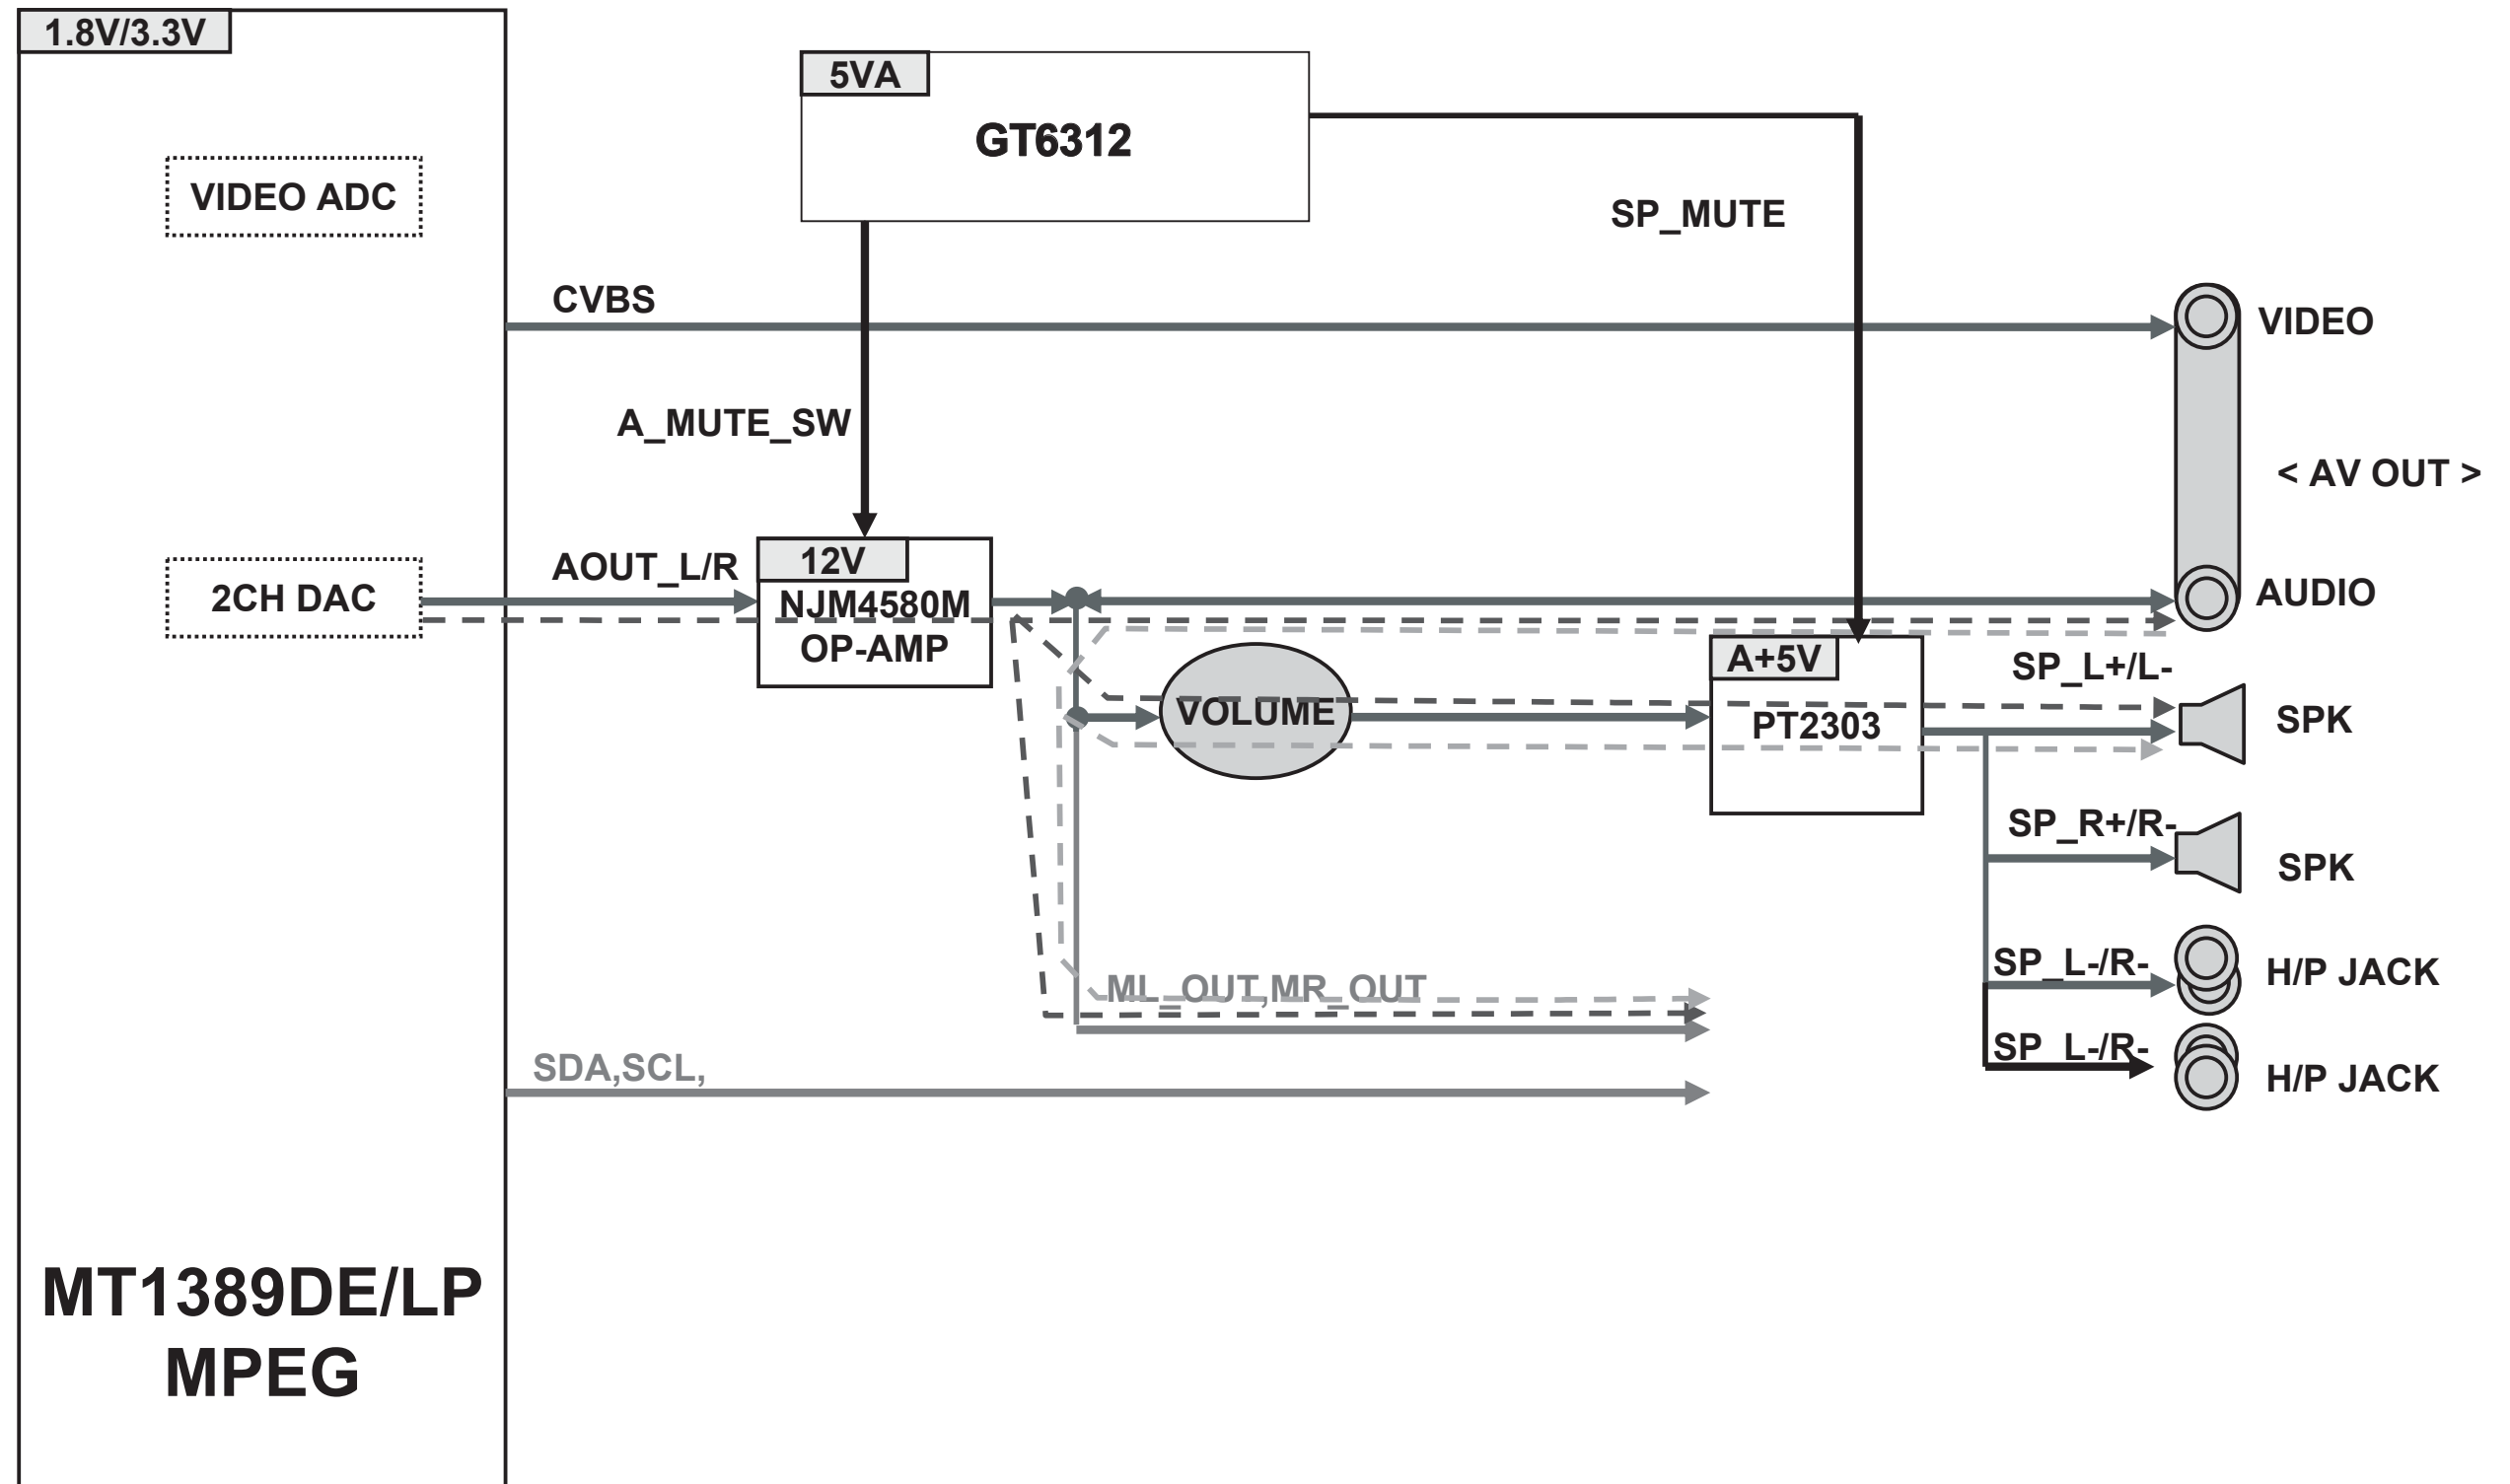 1.8V/3.3V
5VA
GT6312
VIDEO ADC
SP_MUTE
CVBS
VIDEO
A_MUTE_SW
< AV OUT >
2CH DAC
AOUT_L/R
12V
NJM4580M
OP-AMP
AUDIO
A+5V
PT2303
SP_L+/L-
VOLUME
SPK
SP_R+/R-
SPK
ML_OUT,MR_OUT
SP_L-/R-
H/P JACK
SDA,SCL,
SP_L-/R-
H/P JACK
MT1389DE/LP
MPEG